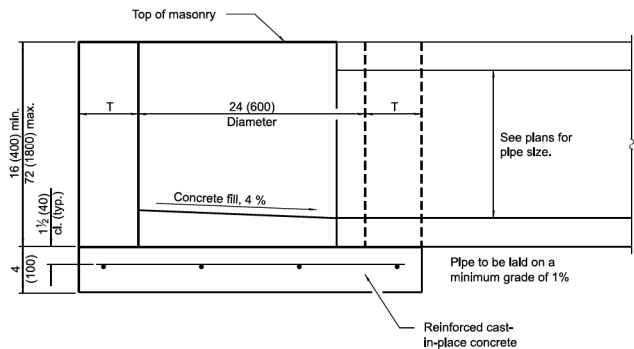 Top of masonry
T
24 (600)
Diameter
T
16 (400) min.
72 (1800) max.
See plans for
pipe size.
Concrete fill, 4 %
1½ (40)
cl. (typ.)
4
(100)
Pipe to be laid on a
minimum grade of 1%
Reinforced cast-
in-place concrete